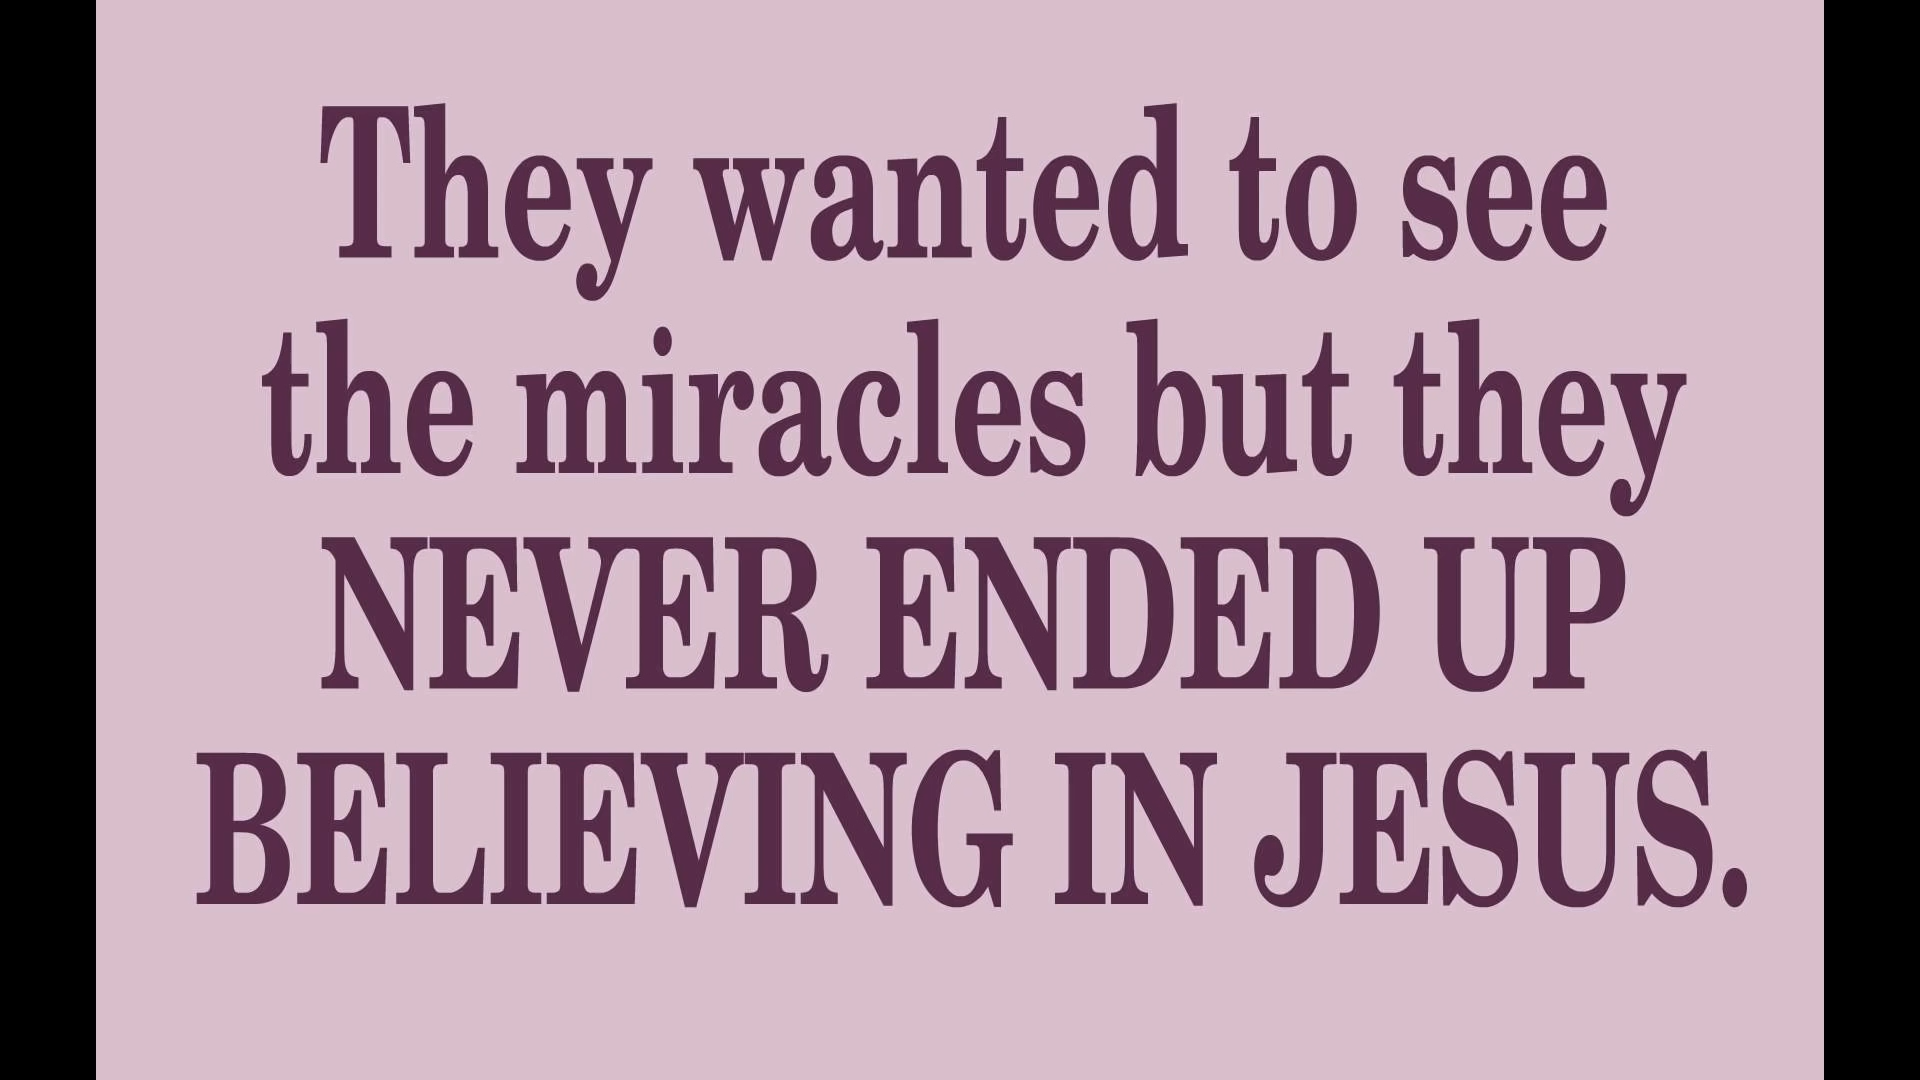 They wanted to see
the miracles but they
NEVER ENDED UP
BELIEVING IN JESUS.